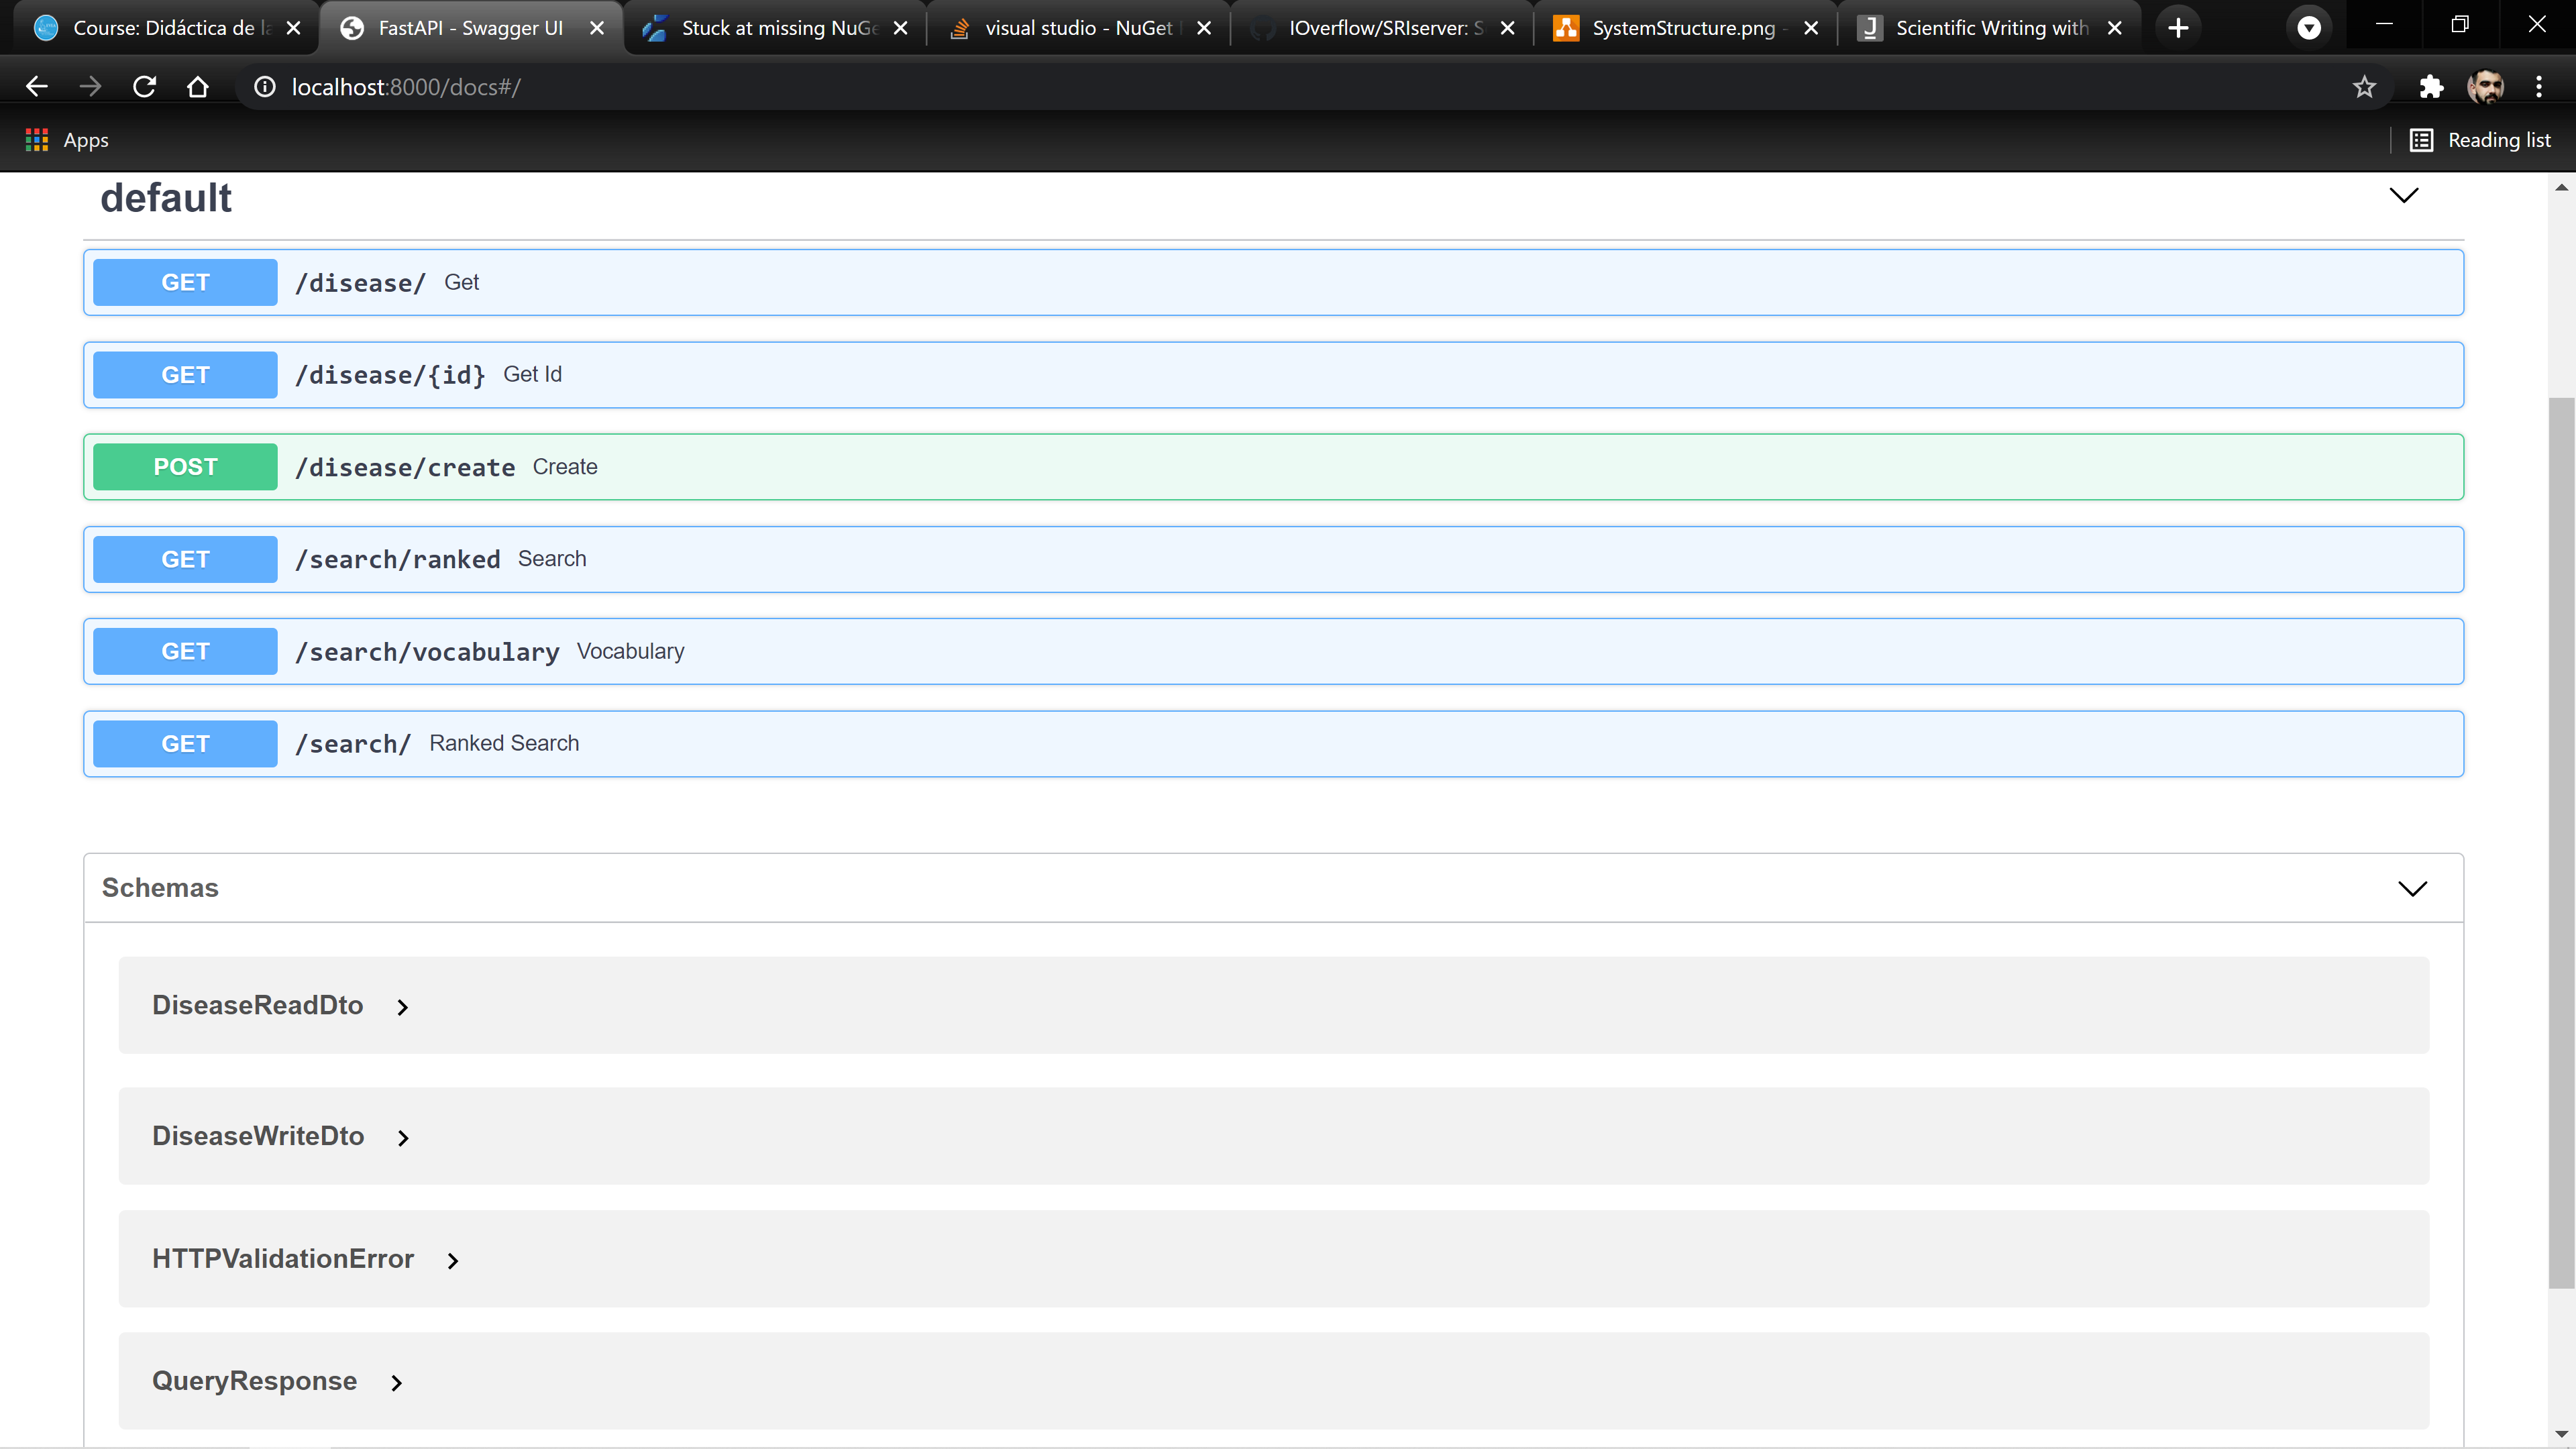 Course: Didáctica de la
FastAPI - Swagger UI
Stuck at missing NuGe
visual studio - NuGet
IOverflow/SRIserver: S
SystemStructure.png -
Scientific Writing with
localhost:8000/docs#/
Apps
Reading list
default
GET /disease/ Get
GET /disease/{id} Get Id
POST /disease/create Create
GET /search/ranked Search
GET /search/vocabulary Vocabulary
GET /search/ Ranked Search
Schemas
DiseaseReadDto
DiseaseWriteDto
HTTPValidationError
QueryResponse